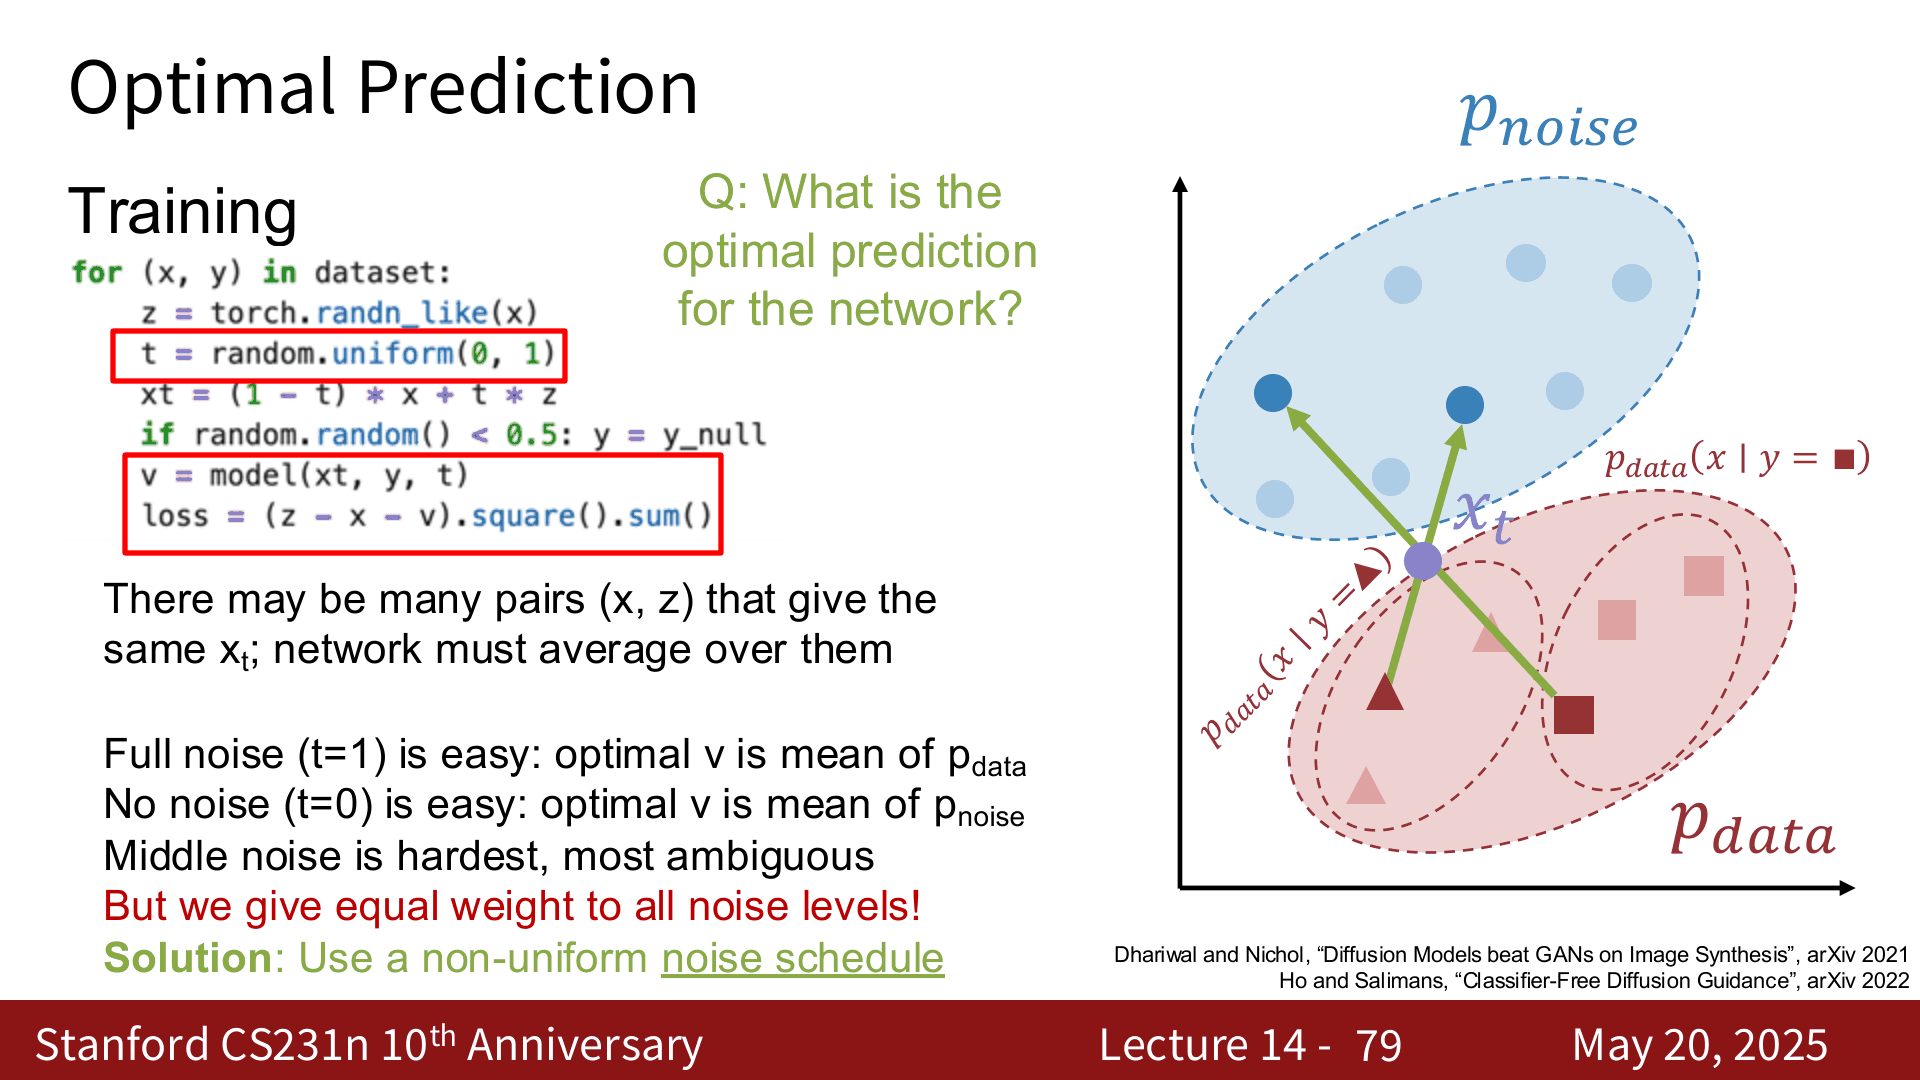 Optimal Prediction
Training
for (x, y) in dataset:
z = torch.randn_like(x)
t = random.uniform(0, 1)
xt = (1 - t) * x + t * z
if random.random() < 0.5: y = y_null
v = model(xt, y, t)
loss = (z - x - v).square().sum()
Q: What is the
optimal prediction
for the network?
There may be many pairs (x, z) that give the
same xₜ; network must average over them
Full noise (t=1) is easy: optimal v is mean of p_data
No noise (t=0) is easy: optimal v is mean of p_noise
Middle noise is hardest, most ambiguous
But we give equal weight to all noise levels!
Solution: Use a non-uniform noise schedule
p_noise
p_data(x | y = ■)
xₜ
p_data(x | y = ▲)
p_data
Dhariwal and Nichol, “Diffusion Models beat GANs on Image Synthesis”, arXiv 2021
Ho and Salimans, “Classifier-Free Diffusion Guidance”, arXiv 2022
Stanford CS231n 10th Anniversary
Lecture 14 - 79
May 20, 2025